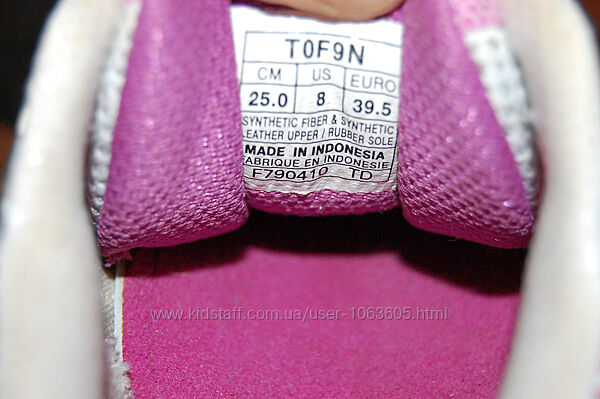 T0F9N
CM US EURO
25.0 8 39.5
SYNTHETIC FIBER & SYNTHETIC
LEATHER UPPER / RUBBER SOLE
MADE IN INDONESIA
FABRIQUE EN INDONESIE
F790410 TD
www.kidstaff.com.ua/user-1063605.html